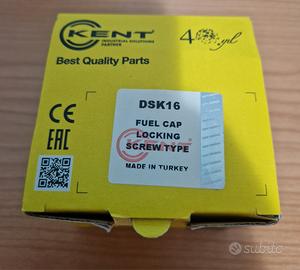 KENT
INDUSTRIAL SOLUTIONS
PARTNER
40.yıl
Best Quality Parts
CE
EAC
DSK16
FUEL CAP
LOCKING
KENT
SCREW TYPE
MADE IN TURKEY
subito